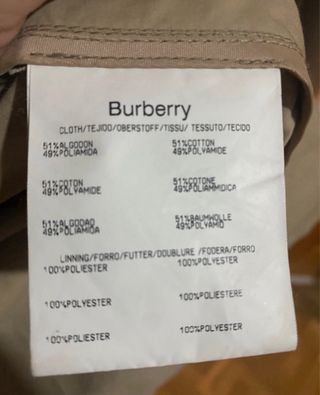 Burberry
CLOTH/TEJIDO/OBERSTOFF/TISSU/ TESSUTO/TECIDO
51%ALGODON 51%COTTON
49%POLIAMIDA 49%POLYAMIDE
51%COTON 51%COTONE
49%POLYAMIDE 49%POLIAMMIDICA
51%ALGODAO 51%BAUMWOLLE
49%POLIAMIDA 49%POLYAMID
LINNING/FORRO/FUTTER/DOUBLURE /FODERA/FORRO
100%POLIESTER 100%POLYESTER
100%POLYESTER 100%POLIESTERE
100%POLIESTER 100%POLYESTER